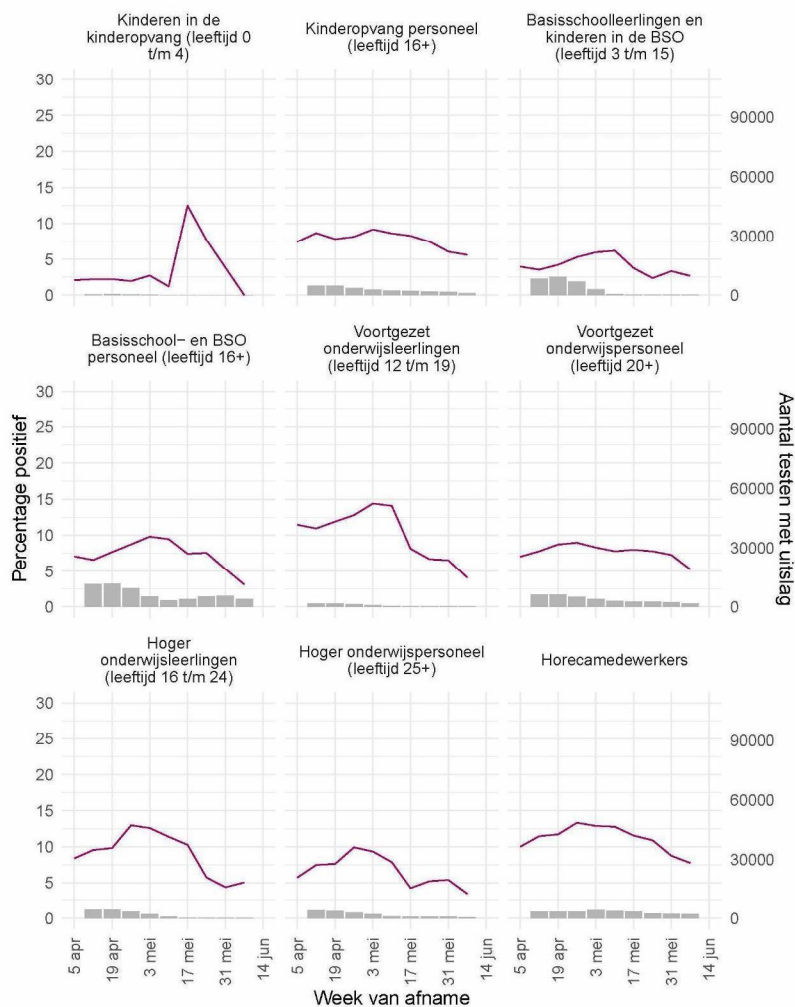 Kinderen in de
kinderopvang (leeftijd 0
t/m 4)
Kinderopvang personeel
(leeftijd 16+)
Basisschoolleerlingen en
kinderen in de BSO
(leeftijd 3 t/m 15)
30
25
20
15
10
5
0
90000
60000
30000
0
Basisschool− en BSO
personeel (leeftijd 16+)
Voortgezet
onderwijsleerlingen
(leeftijd 12 t/m 19)
Voortgezet
onderwijspersoneel
(leeftijd 20+)
Percentage positief
30
25
20
15
10
5
0
90000
60000
30000
0
Aantal testen met uitslag
Hoger
onderwijsleerlingen
(leeftijd 16 t/m 24)
Hoger onderwijspersoneel
(leeftijd 25+)
Horecamedewerkers
30
25
20
15
10
5
0
90000
60000
30000
0
5 apr
19 apr
3 mei
17 mei
31 mei
14 jun
5 apr
19 apr
3 mei
17 mei
31 mei
14 jun
5 apr
19 apr
3 mei
17 mei
31 mei
14 jun
Week van afname